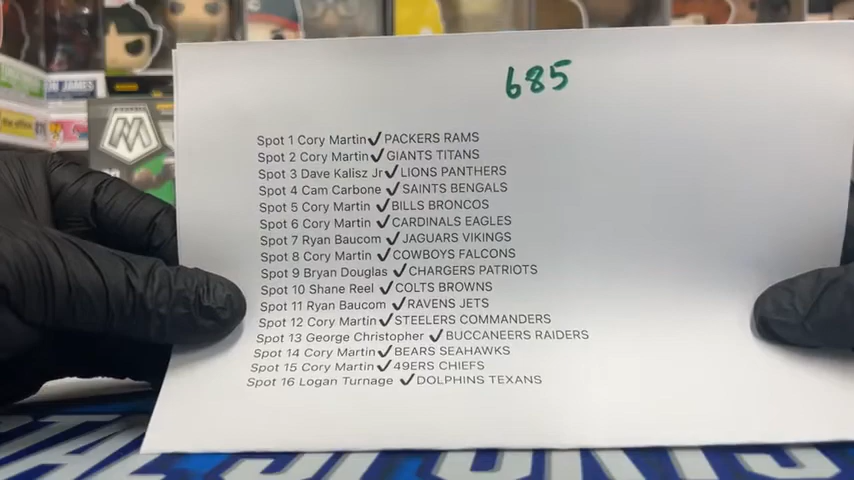 685
Spot 1 Cory Martin✔PACKERS RAMS
Spot 2 Cory Martin✔GIANTS TITANS
Spot 3 Dave Kalisz Jr✔LIONS PANTHERS
Spot 4 Cam Carbone ✔SAINTS BENGALS
Spot 5 Cory Martin ✔BILLS BRONCOS
Spot 6 Cory Martin ✔CARDINALS EAGLES
Spot 7 Ryan Baucom ✔JAGUARS VIKINGS
Spot 8 Cory Martin ✔COWBOYS FALCONS
Spot 9 Bryan Douglas ✔CHARGERS PATRIOTS
Spot 10 Shane Reel ✔COLTS BROWNS
Spot 11 Ryan Baucom ✔RAVENS JETS
Spot 12 Cory Martin✔STEELERS COMMANDERS
Spot 13 George Christopher ✔BUCCANEERS RAIDERS
Spot 14 Cory Martin✔BEARS SEAHAWKS
Spot 15 Cory Martin✔49ERS CHIEFS
Spot 16 Logan Turnage ✔DOLPHINS TEXANS
JAMES
the office
SPORTS